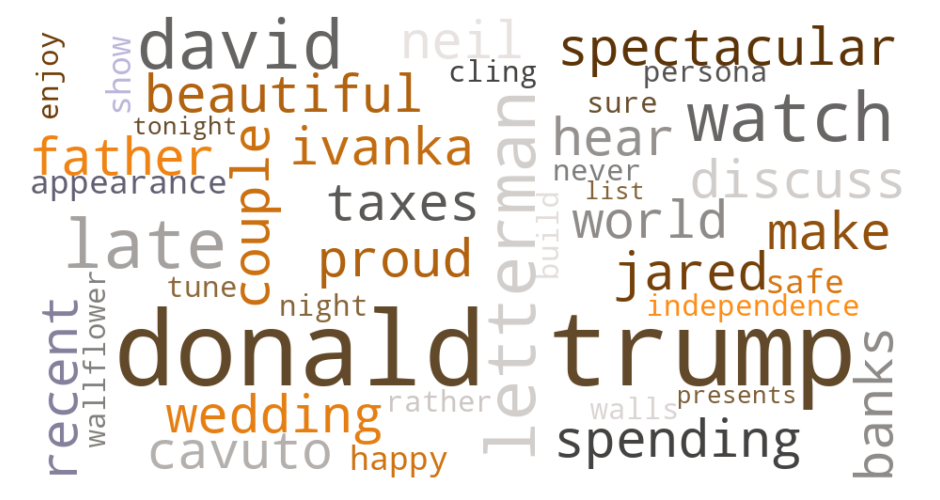 david
neil
spectacular
enjoy
show
cling
persona
beautiful
sure
watch
tonight
father
couple
ivanka
letterman
hear
never
discuss
appearance
taxes
list
build
world
make
late
proud
jared
safe
tune
night
independence
recent
wallflower
donald
trump
banks
wedding
rather
walls
presents
cavuto
happy
spending